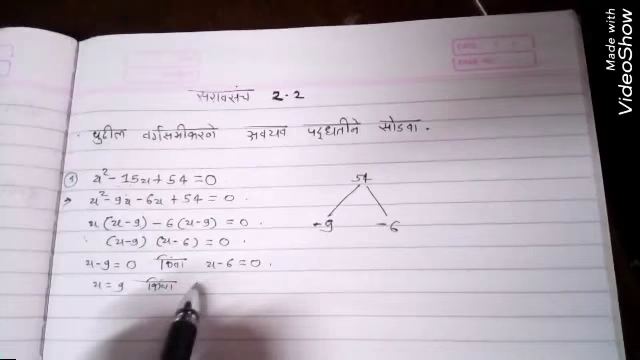 सरावसंच 2.2
पुढील वर्गसमीकरणे अवयव पद्धतीने सोडवा.
① x² - 15x + 54 = 0
→ x² - 9x - 6x + 54 = 0.
x(x-9) - 6(x-9) = 0.
(x-9) (x-6) = 0.
x-9 = 0 किंवा x-6 = 0.
x = 9 किंवा
54
-9 -6
Made with
VideoShow